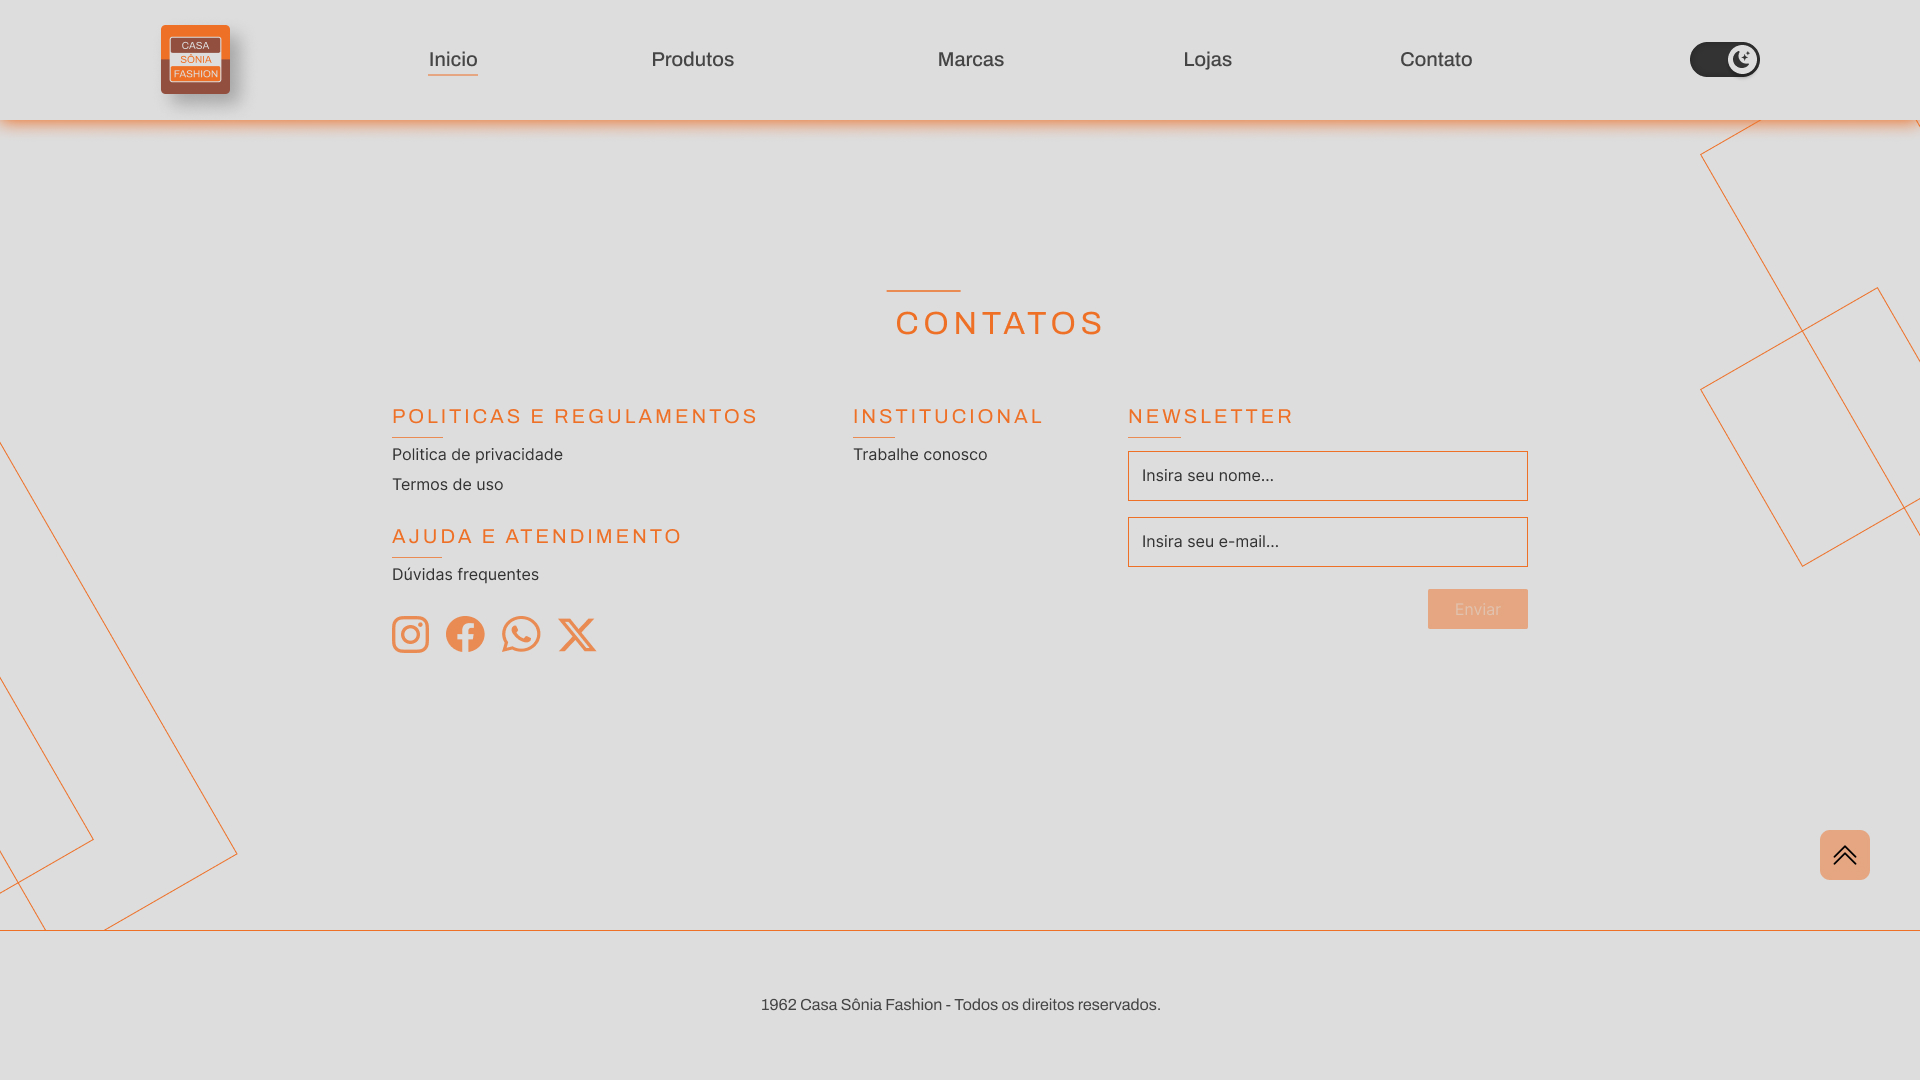 CASA
SÔNIA
FASHION
Inicio
Produtos
Marcas
Lojas
Contato
CONTATOS
POLITICAS E REGULAMENTOS
Politica de privacidade
Termos de uso
AJUDA E ATENDIMENTO
Dúvidas frequentes
INSTITUCIONAL
Trabalhe conosco
NEWSLETTER
Insira seu nome...
Insira seu e-mail...
Enviar
1962 Casa Sônia Fashion - Todos os direitos reservados.